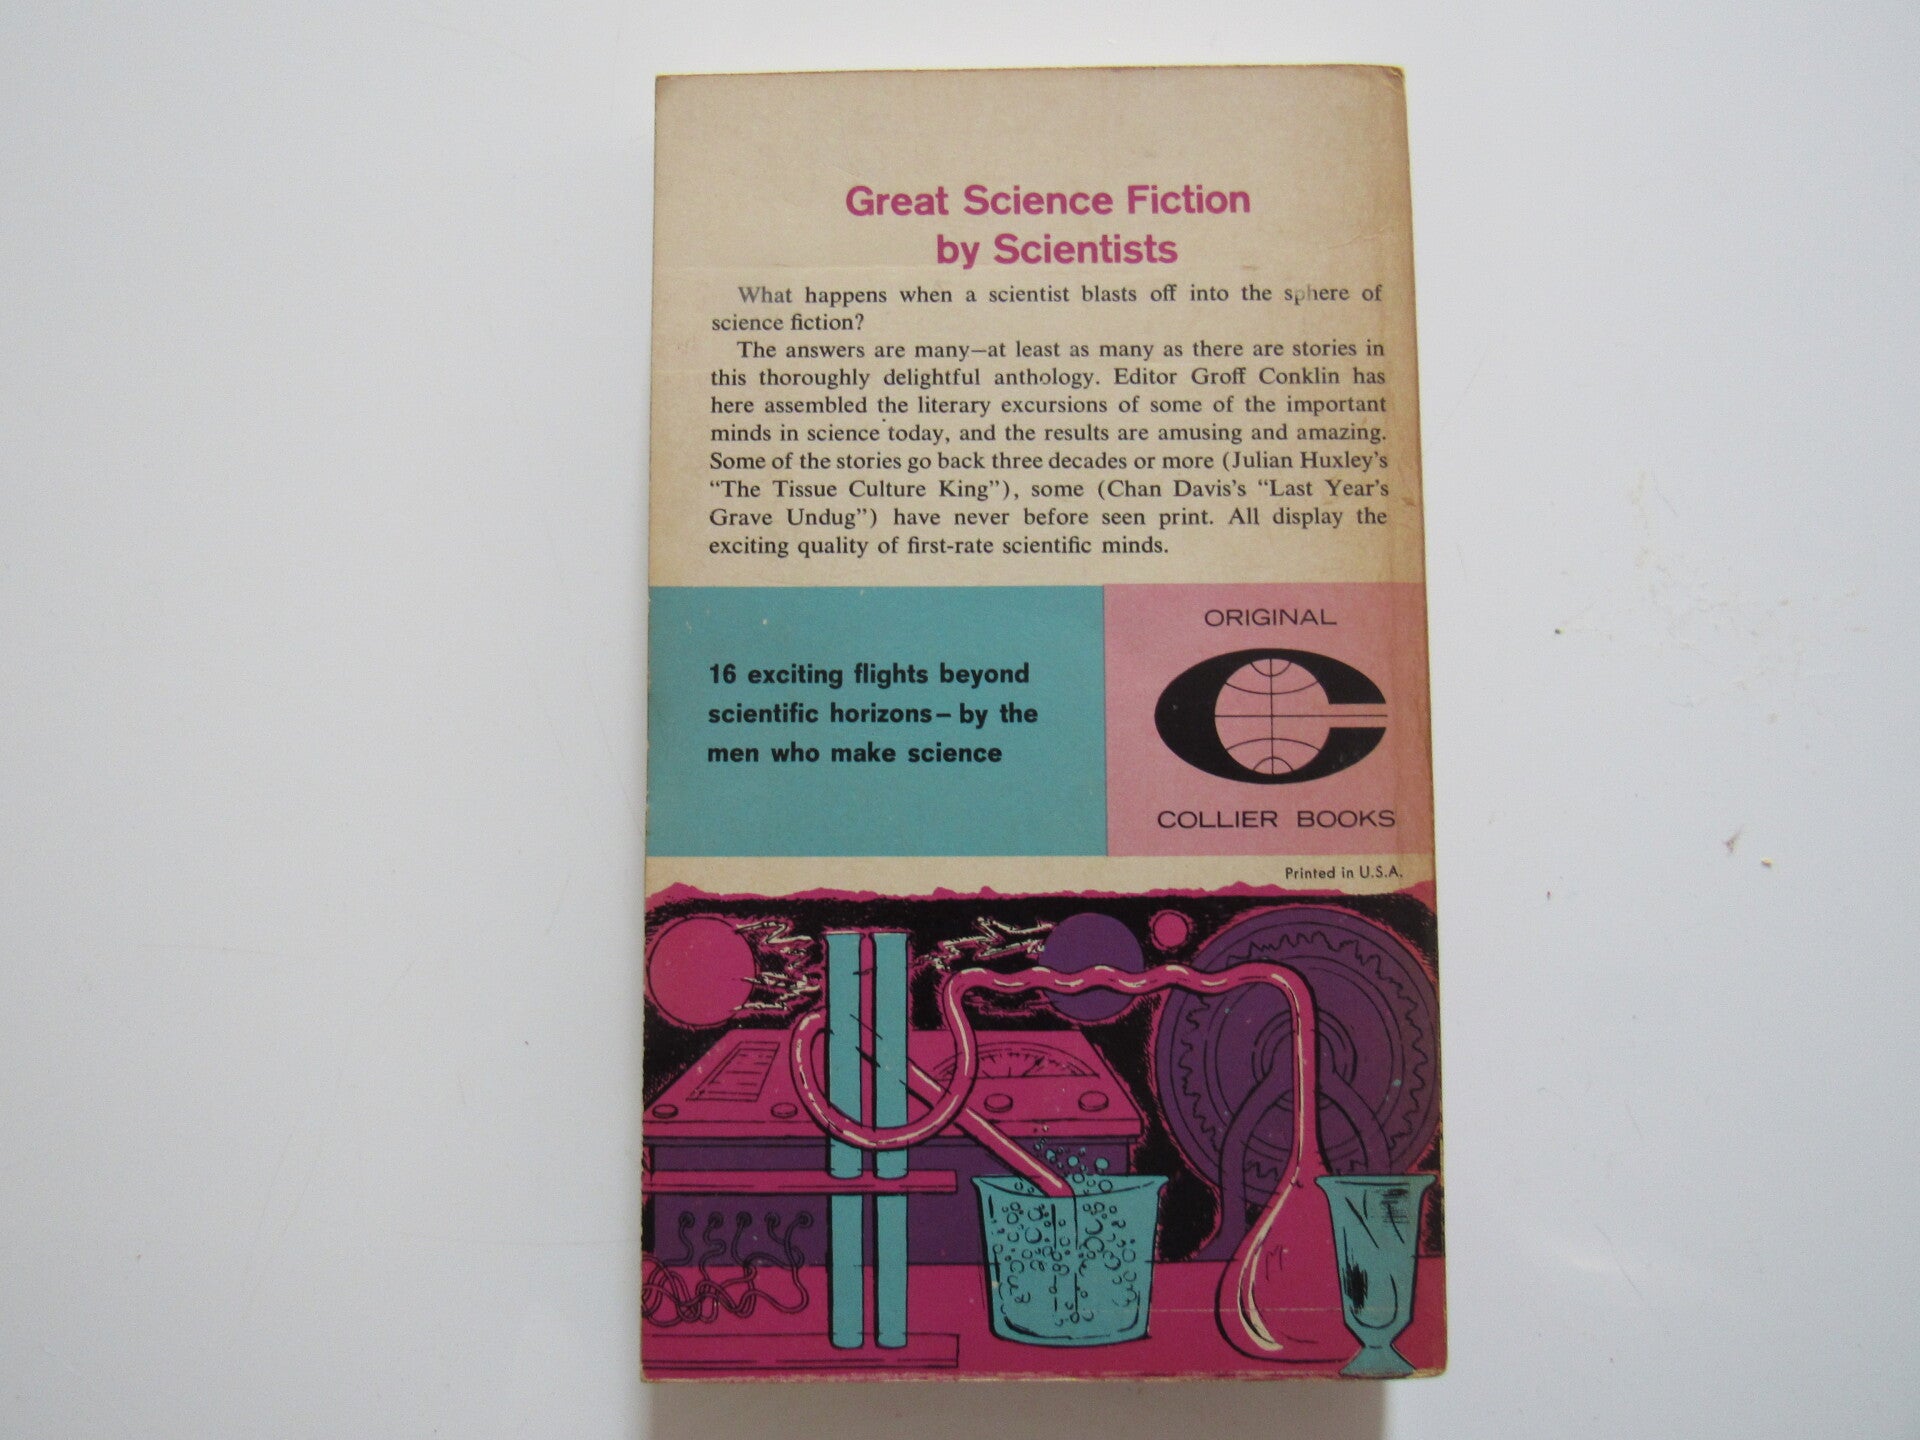 Great Science Fiction
by Scientists
What happens when a scientist blasts off into the sphere of
science fiction?
The answers are many—at least as many as there are stories in
this thoroughly delightful anthology. Editor Groff Conklin has
here assembled the literary excursions of some of the important
minds in science today, and the results are amusing and amazing.
Some of the stories go back three decades or more (Julian Huxley's
“The Tissue Culture King”), some (Chan Davis's “Last Year's
Grave Undug”) have never before seen print. All display the
exciting quality of first-rate scientific minds.
16 exciting flights beyond
scientific horizons—by the
men who make science
ORIGINAL
COLLIER BOOKS
Printed in U.S.A.